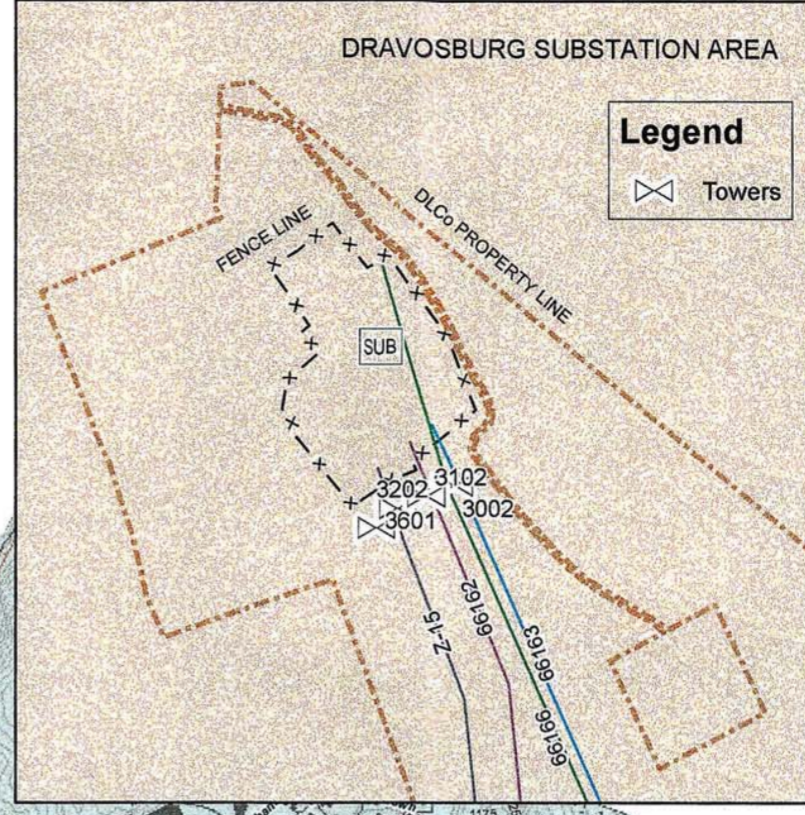 DRAVOSBURG SUBSTATION AREA
Legend
Towers
FENCE LINE
DLCo PROPERTY LINE
SUB
3102
3202
3002
3601
Z-15
66162
66163
66166
1175